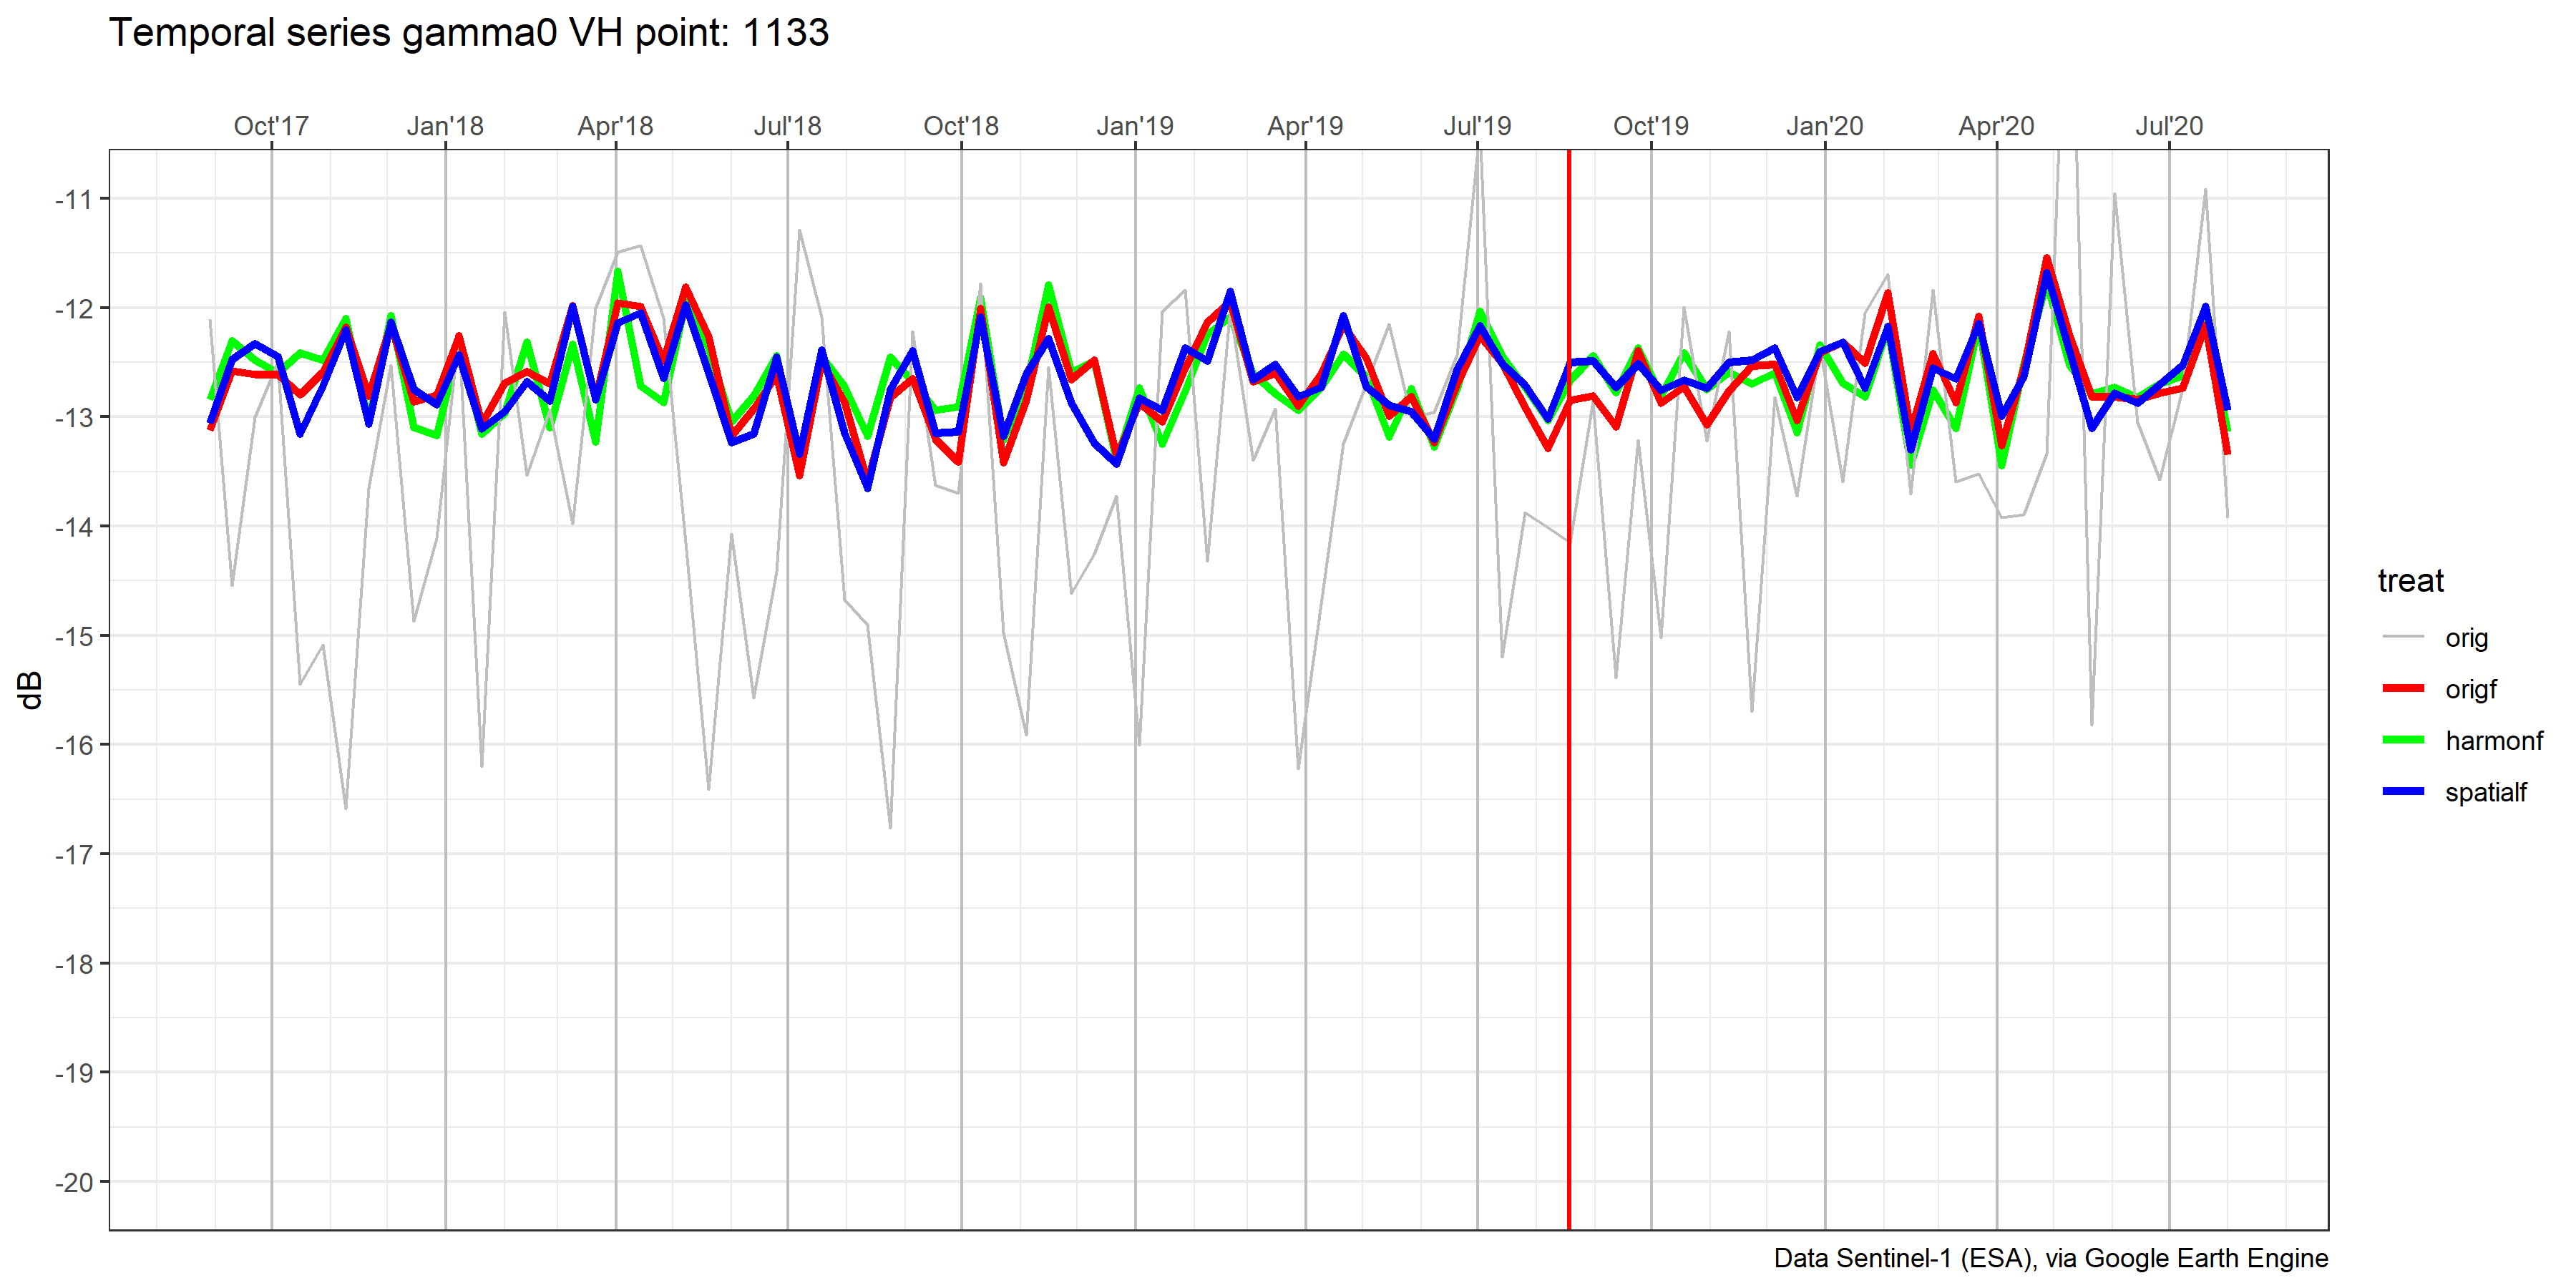 Temporal series gamma0 VH point: 1133
Oct'17 Jan'18 Apr'18 Jul'18 Oct'18 Jan'19 Apr'19 Jul'19 Oct'19 Jan'20 Apr'20 Jul'20
-11
-12
-13
-14
-15
-16
-17
-18
-19
-20
dB
treat
orig
origf
harmonf
spatialf
Data Sentinel-1 (ESA), via Google Earth Engine